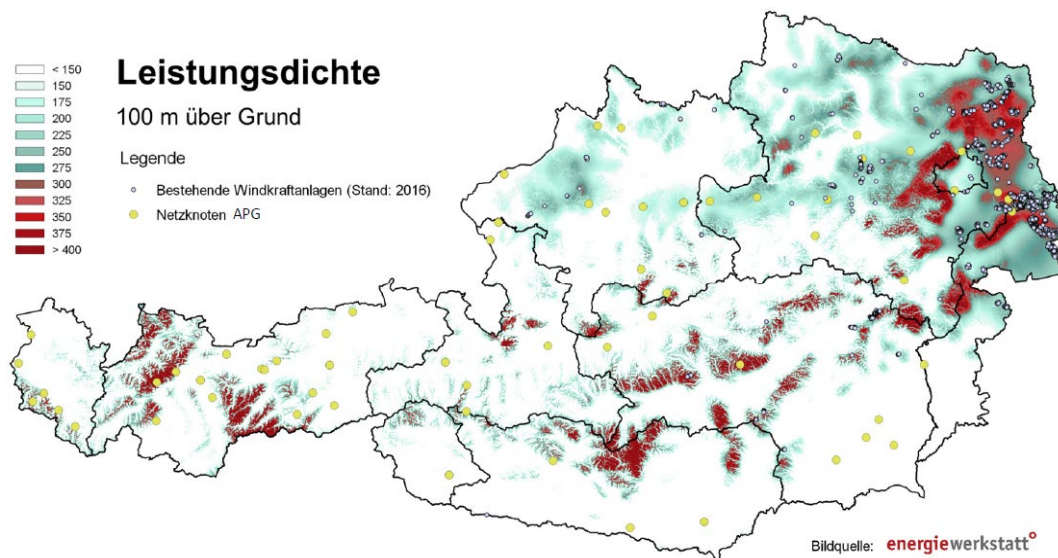 Leistungsdichte
100 m über Grund
Legende
Bestehende Windkraftanlagen (Stand: 2016)
Netzknoten APG
< 150
150
175
200
225
250
275
300
325
350
375
> 400
Bildquelle: energiewerkstatt